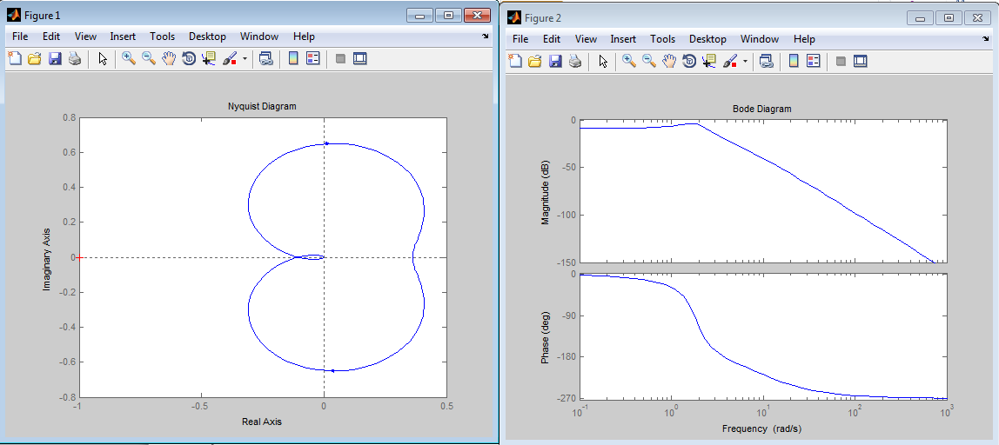 Figure 1
File Edit View Insert Tools Desktop Window Help
Nyquist Diagram
0.8
0.6
0.4
0.2
0
-0.2
-0.4
-0.6
-0.8
Imaginary Axis
-1 -0.5 0 0.5
Real Axis
Figure 2
File Edit View Insert Tools Desktop Window Help
Bode Diagram
0
-50
-100
-150
Magnitude (dB)
0
-90
-180
-270
Phase (deg)
10^-1 10^0 10^1 10^2 10^3
Frequency (rad/s)